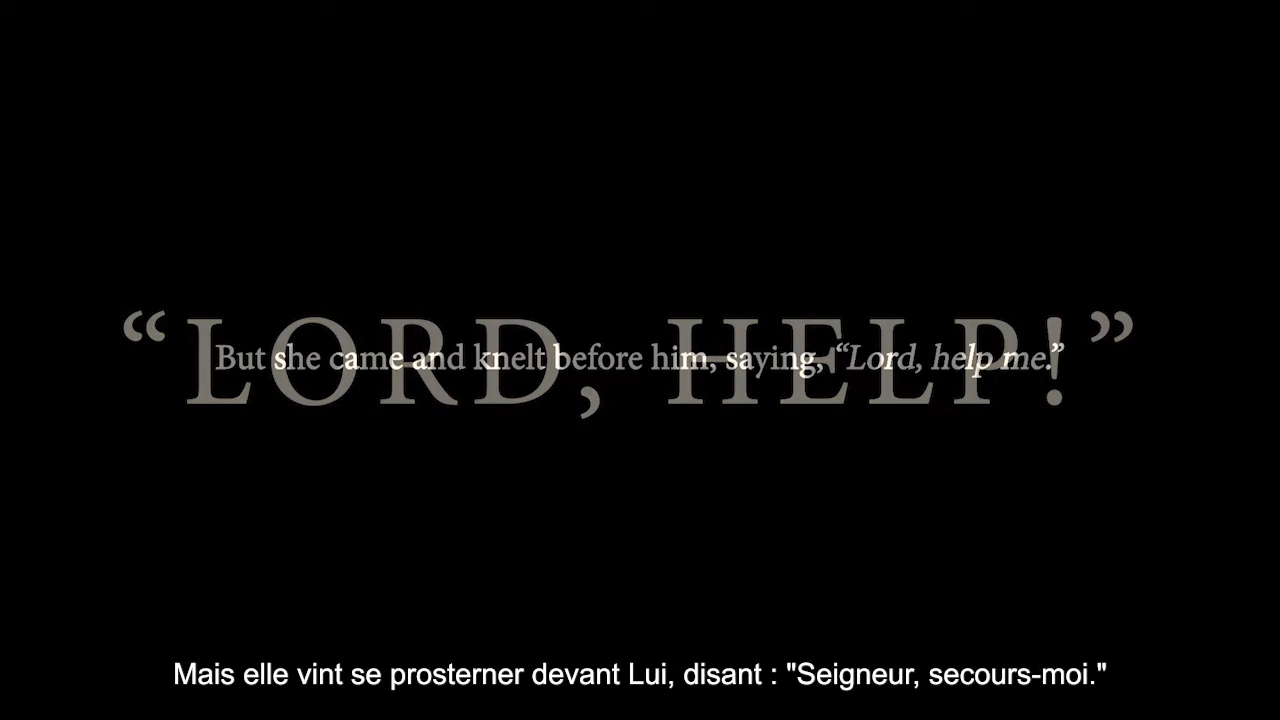 “LORD, HELP!”
But she came and knelt before him, saying, “Lord, help me.”
Mais elle vint se prosterner devant Lui, disant : "Seigneur, secours-moi."